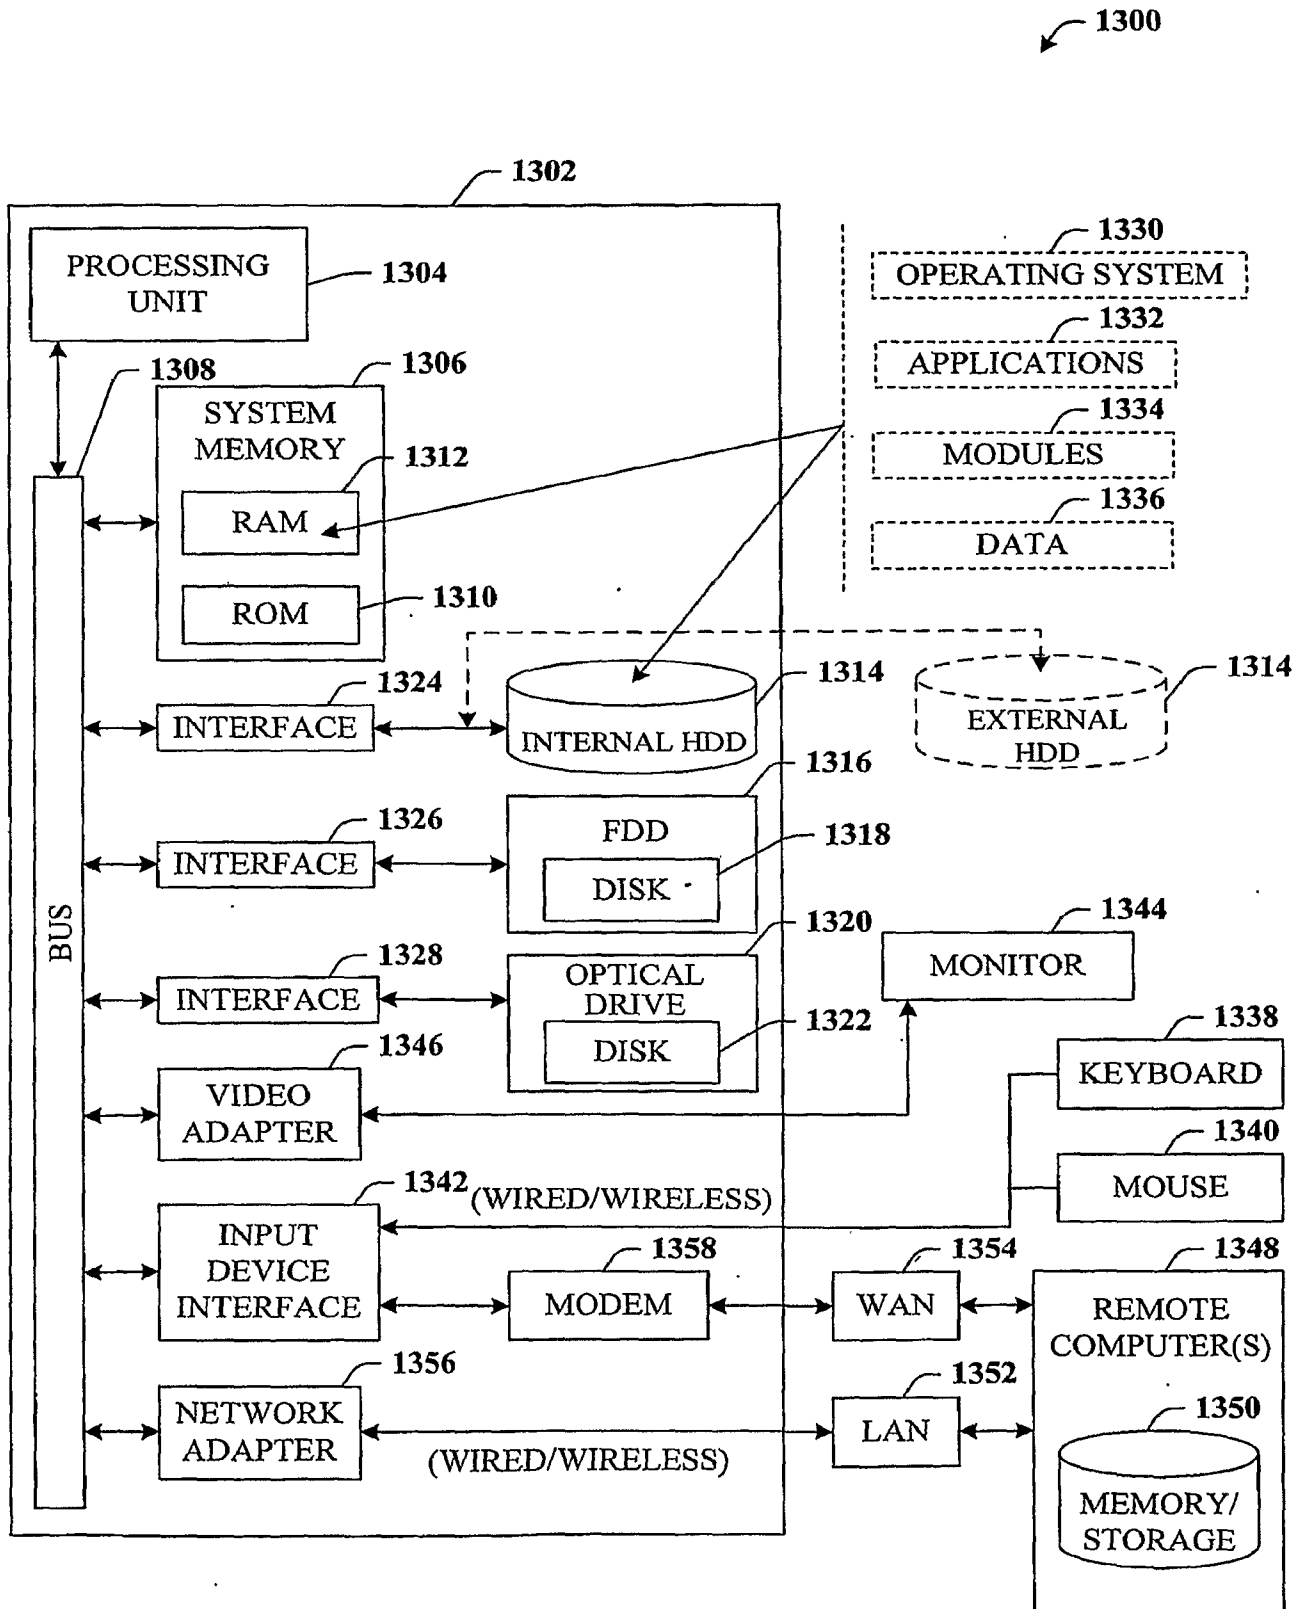 1300
1302
PROCESSING
UNIT
1304
1308
1306
SYSTEM
MEMORY
1312
RAM
ROM
1310
1330
OPERATING SYSTEM
1332
APPLICATIONS
1334
MODULES
1336
DATA
BUS
1324
INTERFACE
INTERNAL HDD
1314
EXTERNAL
HDD
1314
1326
INTERFACE
1316
FDD
1318
DISK
1328
INTERFACE
1320
OPTICAL
DRIVE
1322
DISK
1344
MONITOR
1346
VIDEO
ADAPTER
1338
KEYBOARD
1340
MOUSE
1342
(WIRED/WIRELESS)
INPUT
DEVICE
INTERFACE
1358
MODEM
1354
WAN
1348
REMOTE
COMPUTER(S)
1356
NETWORK
ADAPTER
(WIRED/WIRELESS)
1352
LAN
1350
MEMORY/
STORAGE